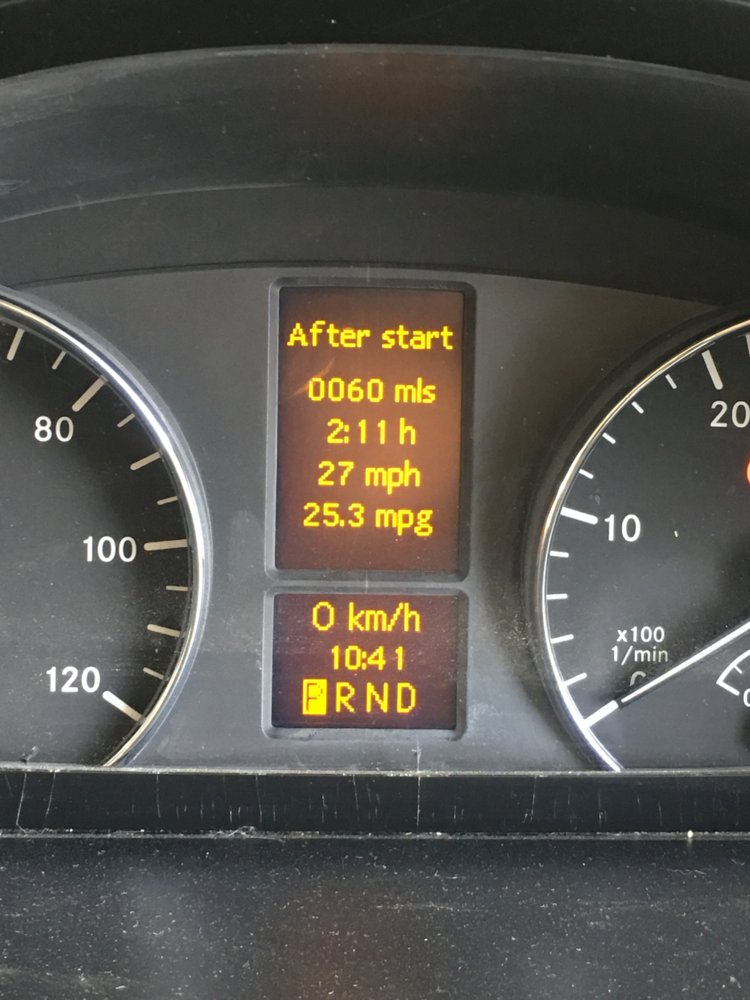 After start
0060 mls
2:11 h
27 mph
25.3 mpg
0 km/h
10:41
P R N D
80
100
120
20
10
x100
1/min
0